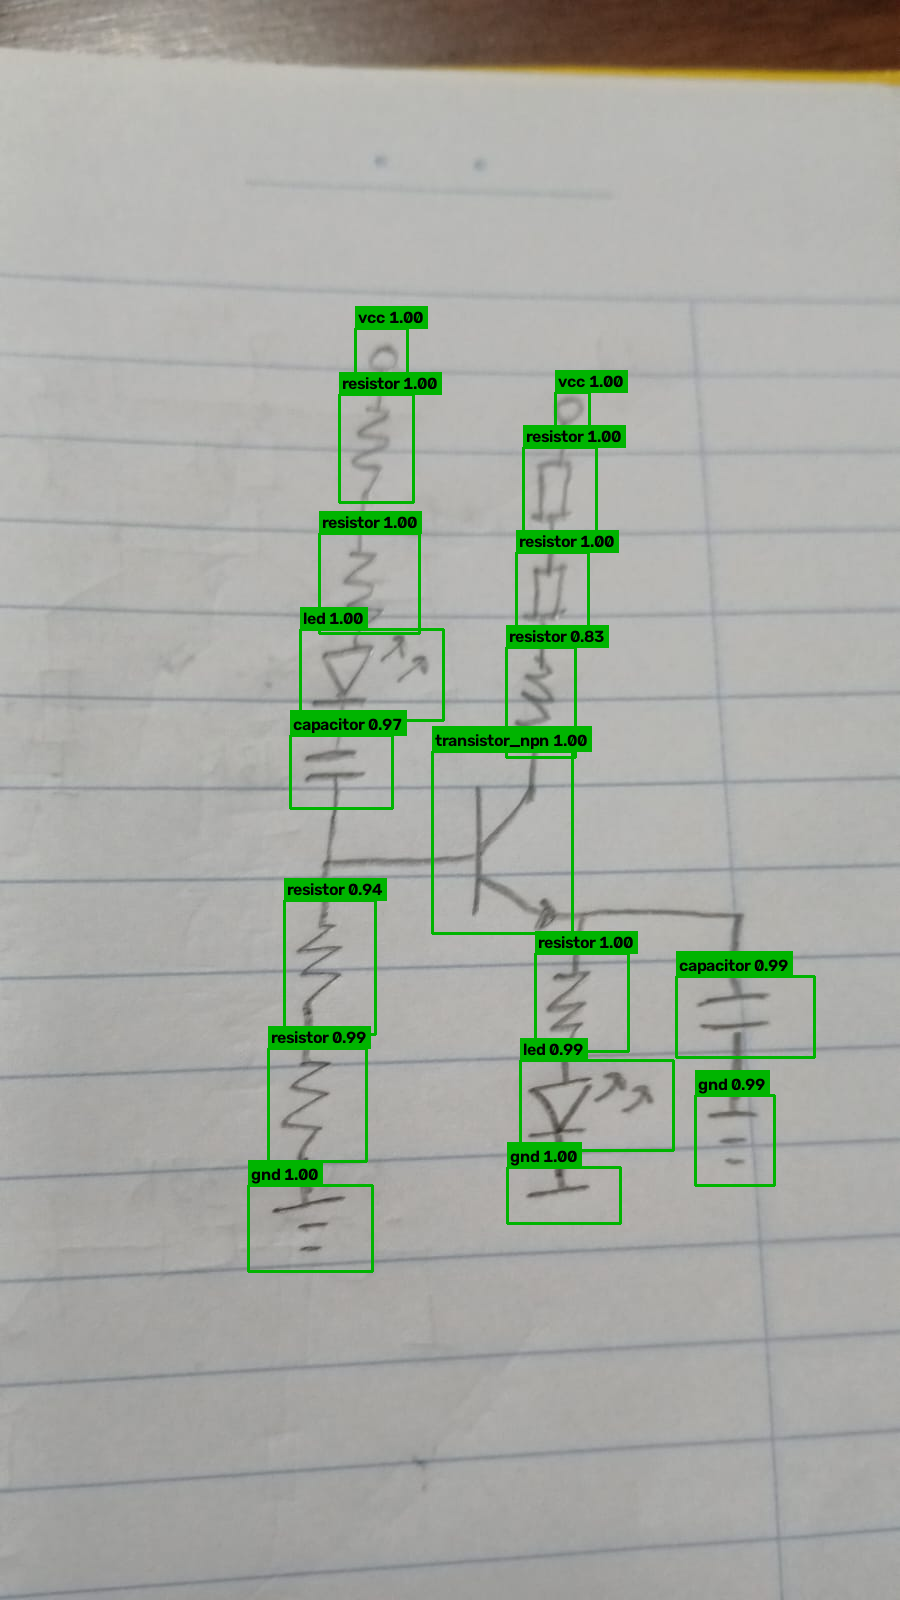 vcc 1.00
resistor 1.00
vcc 1.00
resistor 1.00
resistor 1.00
resistor 1.00
led 1.00
resistor 0.83
capacitor 0.97
transistor_npn 1.00
resistor 0.94
resistor 1.00
capacitor 0.99
resistor 0.99
led 0.99
gnd 0.99
gnd 1.00
gnd 1.00